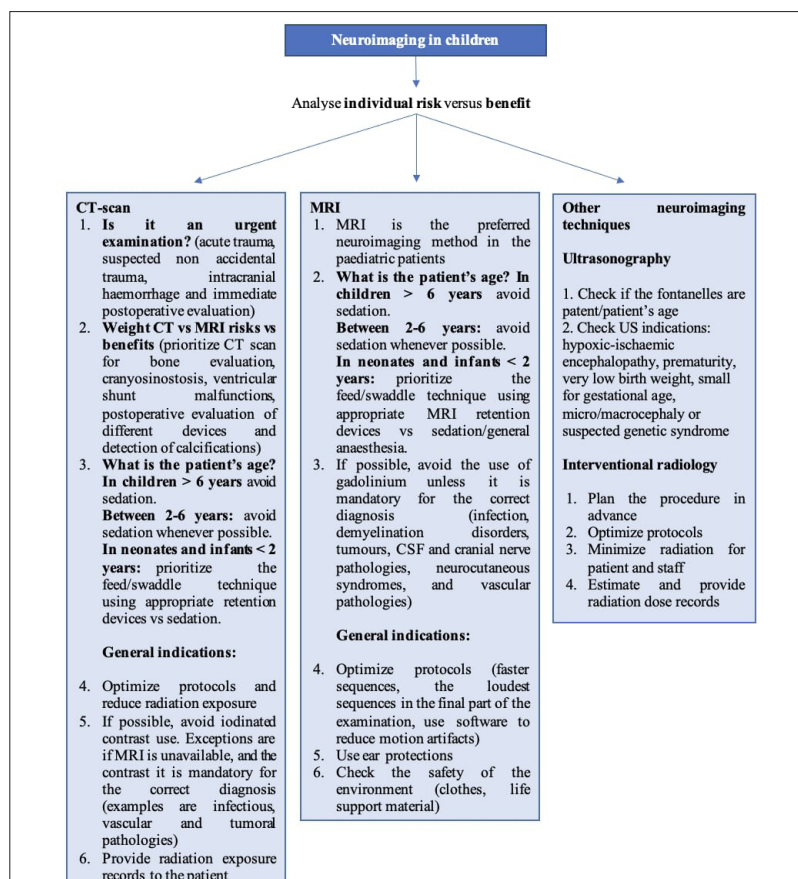 Neuroimaging in children
Analyse individual risk versus benefit
CT-scan
1. Is it an urgent
examination? (acute trauma,
suspected non accidental
trauma, intracranial
haemorrhage and immediate
postoperative evaluation)
2. Weight CT vs MRI risks vs
benefits (prioritize CT scan
for bone evaluation,
cranyosinostosis, ventricular
shunt malfunctions,
postoperative evaluation of
different devices and
detection of calcifications)
3. What is the patient's age?
In children > 6 years avoid
sedation.
Between 2-6 years: avoid
sedation whenever possible.
In neonates and infants < 2
years: prioritize the
feed/swaddle technique
using appropriate retention
devices vs sedation.
General indications:
4. Optimize protocols and
reduce radiation exposure
5. If possible, avoid iodinated
contrast use. Exceptions are
if MRI is unavailable, and the
contrast it is mandatory for
the correct diagnosis
(examples are infectious,
vascular and tumoral
pathologies)
6. Provide radiation exposure
records to the patient
MRI
1. MRI is the preferred
neuroimaging method in the
paediatric patients
2. What is the patient's age? In
children > 6 years avoid
sedation.
Between 2-6 years: avoid
sedation whenever possible.
In neonates and infants < 2
years: prioritize the
feed/swaddle technique using
appropriate MRI retention
devices vs sedation/general
anaesthesia.
3. If possible, avoid the use of
gadolinium unless it is
mandatory for the correct
diagnosis (infection,
demyelination disorders,
tumours, CSF and cranial nerve
pathologies, neurocutaneous
syndromes, and vascular
pathologies)
General indications:
4. Optimize protocols (faster
sequences, the loudest
sequences in the final part of the
examination, use software to
reduce motion artifacts)
5. Use ear protections
6. Check the safety of the
environment (clothes, life
support material)
Other neuroimaging
techniques
Ultrasonography
1. Check if the fontanelles are
patent/patient's age
2. Check US indications:
hypoxic-ischaemic
encephalopathy, prematurity,
very low birth weight, small
for gestational age,
micro/macrocephaly or
suspected genetic syndrome
Interventional radiology
1. Plan the procedure in
advance
2. Optimize protocols
3. Minimize radiation for
patient and staff
4. Estimate and provide
radiation dose records